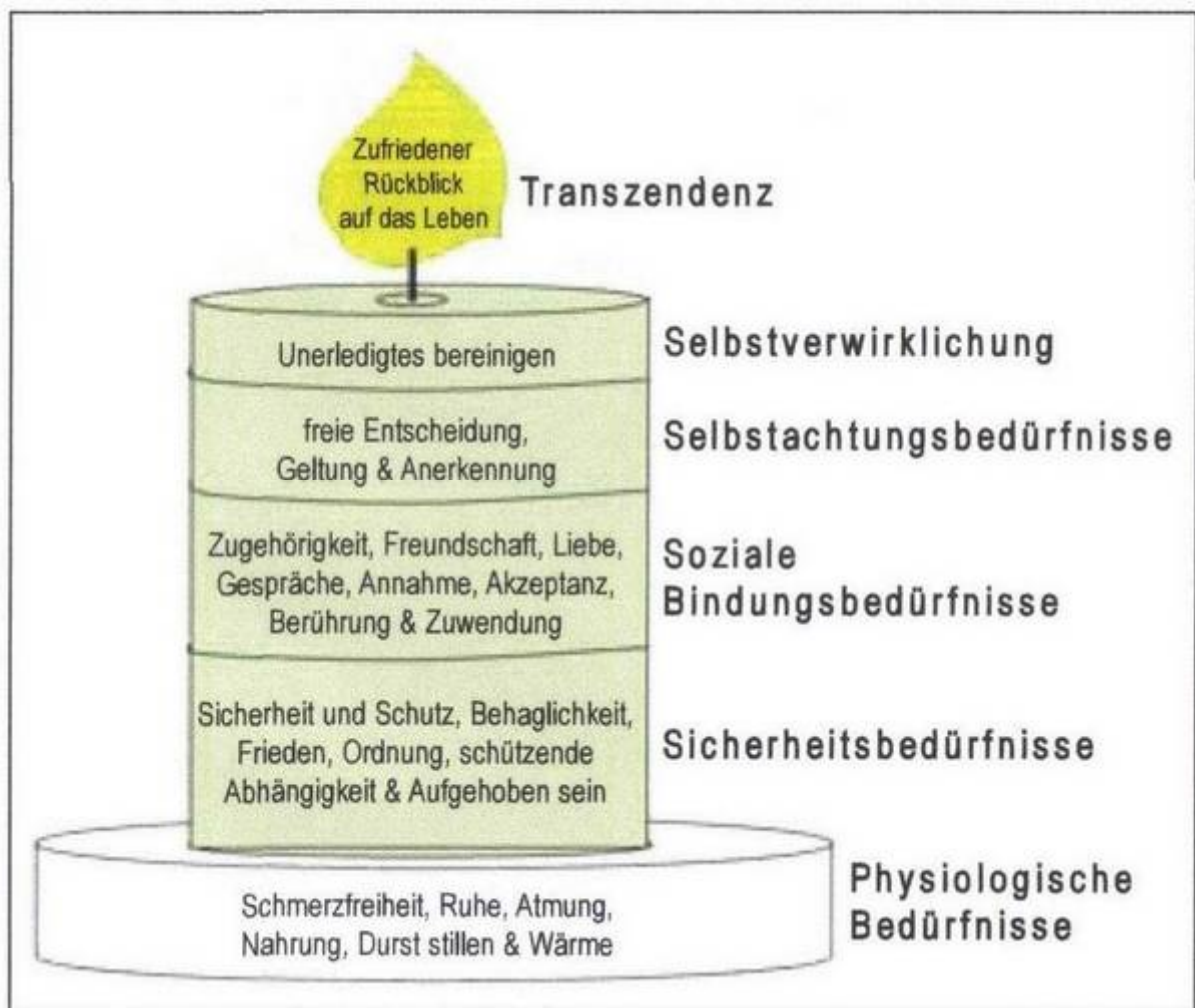 Zufriedener
Rückblick
auf das Leben
Transzendenz
Unerledigtes bereinigen
Selbstverwirklichung
freie Entscheidung,
Geltung & Anerkennung
Selbstachtungsbedürfnisse
Zugehörigkeit, Freundschaft, Liebe,
Gespräche, Annahme, Akzeptanz,
Berührung & Zuwendung
Soziale
Bindungsbedürfnisse
Sicherheit und Schutz, Behaglichkeit,
Frieden, Ordnung, schützende
Abhängigkeit & Aufgehoben sein
Sicherheitsbedürfnisse
Schmerzfreiheit, Ruhe, Atmung,
Nahrung, Durst stillen & Wärme
Physiologische
Bedürfnisse